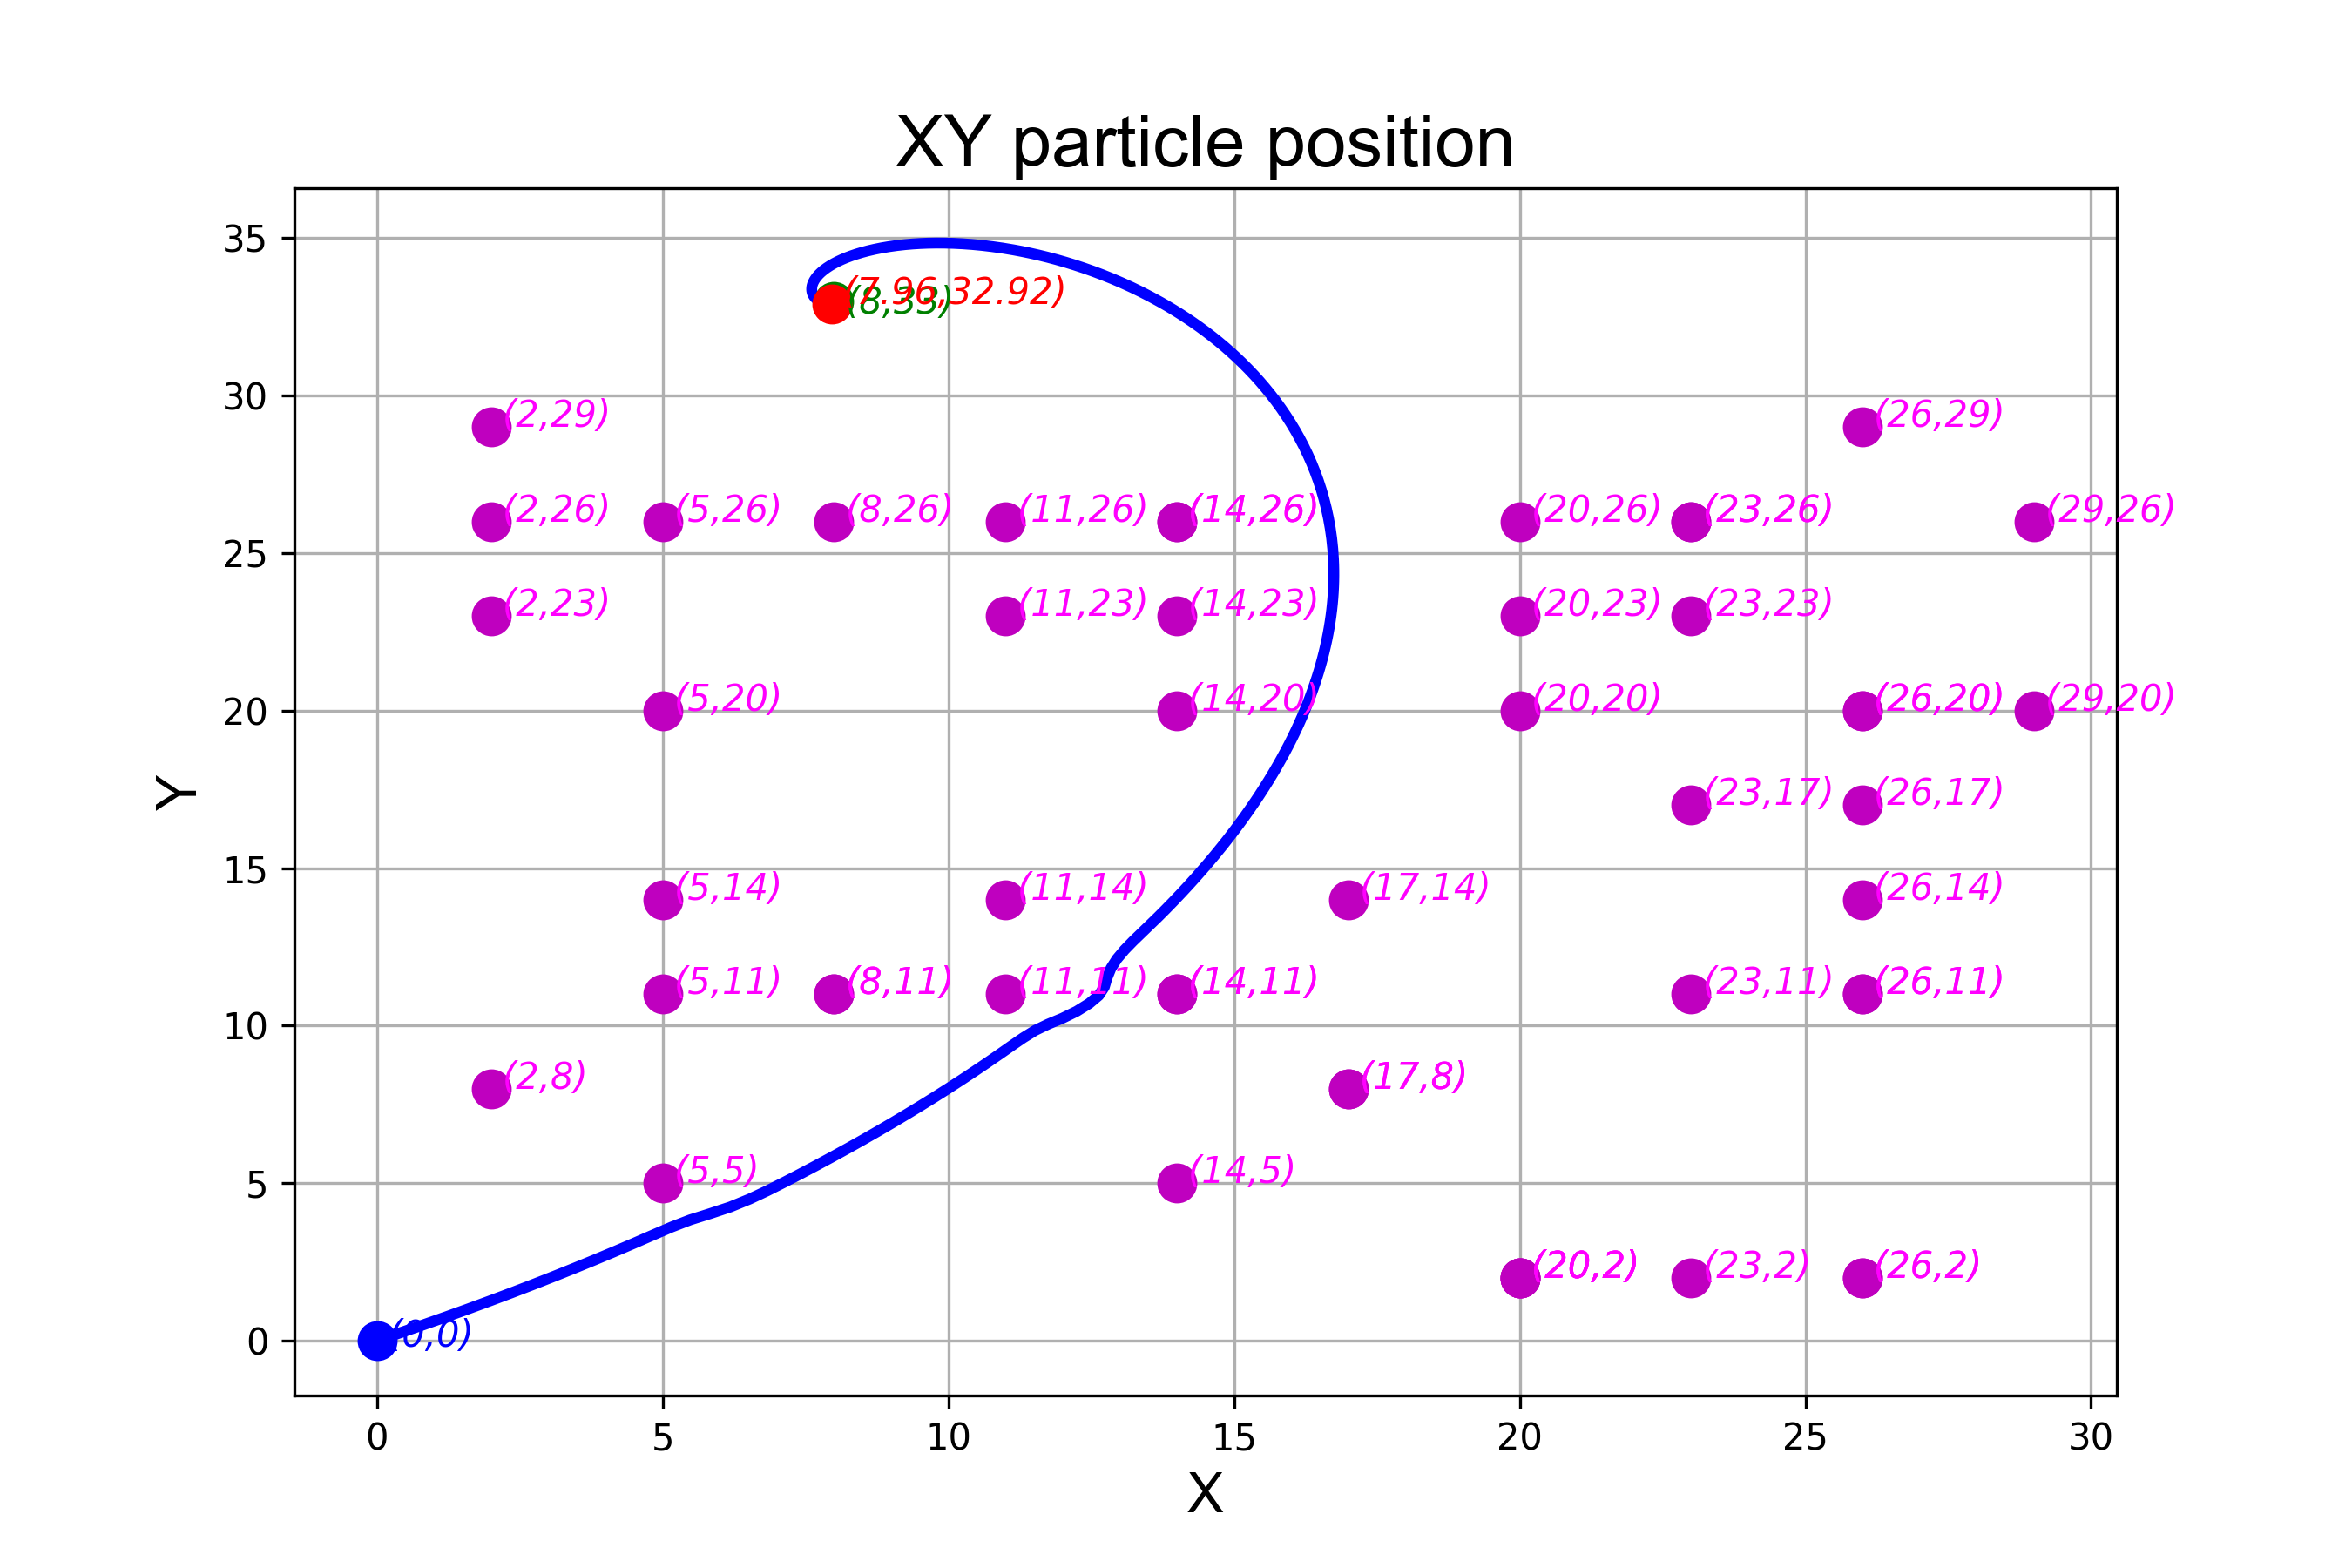 XY particle position
35
(7.96,32.92)
(8,33)
30
(2,29)
(26,29)
(2,26) (5,26) (8,26) (11,26) (14,26) (20,26) (23,26) (29,26)
25
(2,23) (11,23) (14,23) (20,23) (23,23)
20 (5,20) (14,20) (20,20) (26,20) (29,20)
Y
(23,17) (26,17)
15
(5,14) (11,14) (17,14) (26,14)
(5,11) (8,11) (11,11) (14,11) (23,11) (26,11)
10
(2,8) (17,8)
5 (5,5) (14,5)
(20,2) (23,2) (26,2)
0 (0,0)
0 5 10 15 20 25 30
X